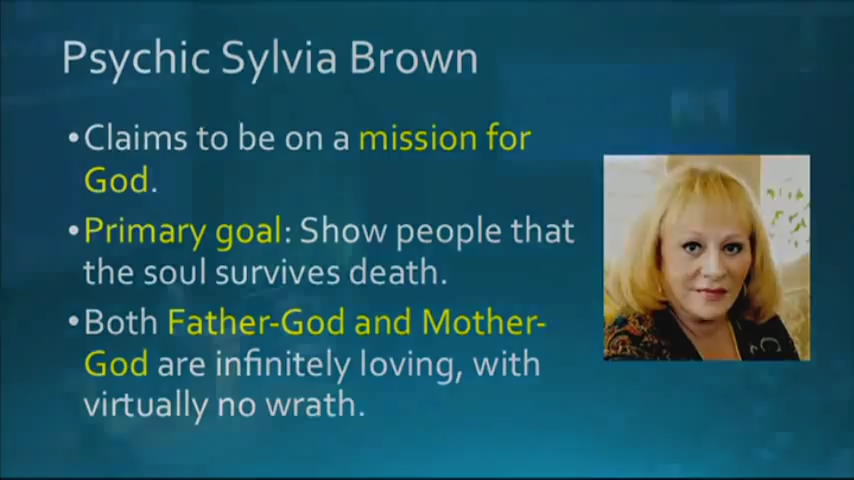 Psychic Sylvia Brown
•Claims to be on a mission for
God.
•Primary goal: Show people that
the soul survives death.
•Both Father-God and Mother-
God are infinitely loving, with
virtually no wrath.